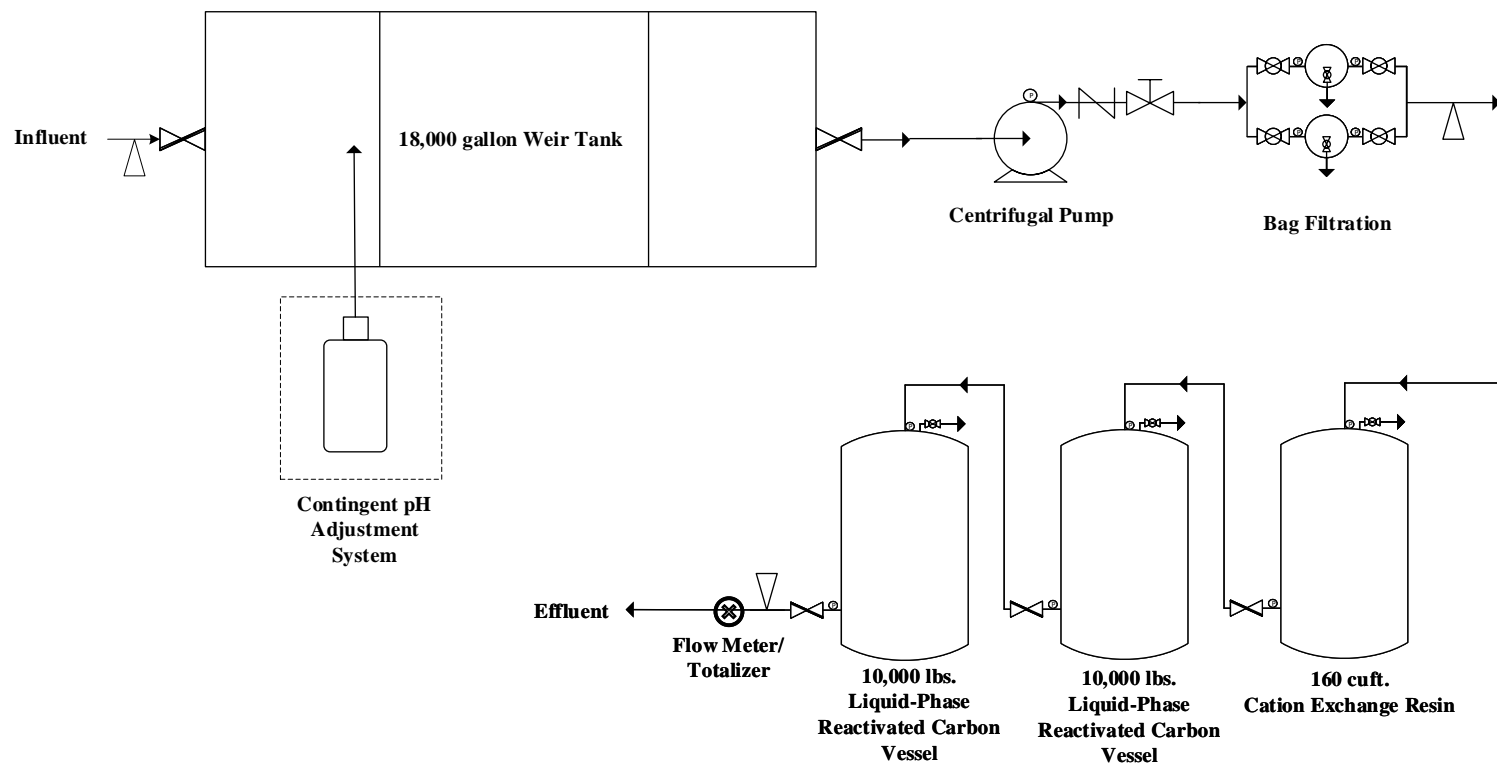 Influent
18,000 gallon Weir Tank
P
Centrifugal Pump
P
P
P
P
Bag Filtration
Contingent pH
Adjustment
System
P
P
P
Effluent
P
P
P
Flow Meter/
Totalizer
10,000 lbs.
Liquid-Phase
Reactivated Carbon
Vessel
10,000 lbs.
Liquid-Phase
Reactivated Carbon
Vessel
160 cuft.
Cation Exchange Resin